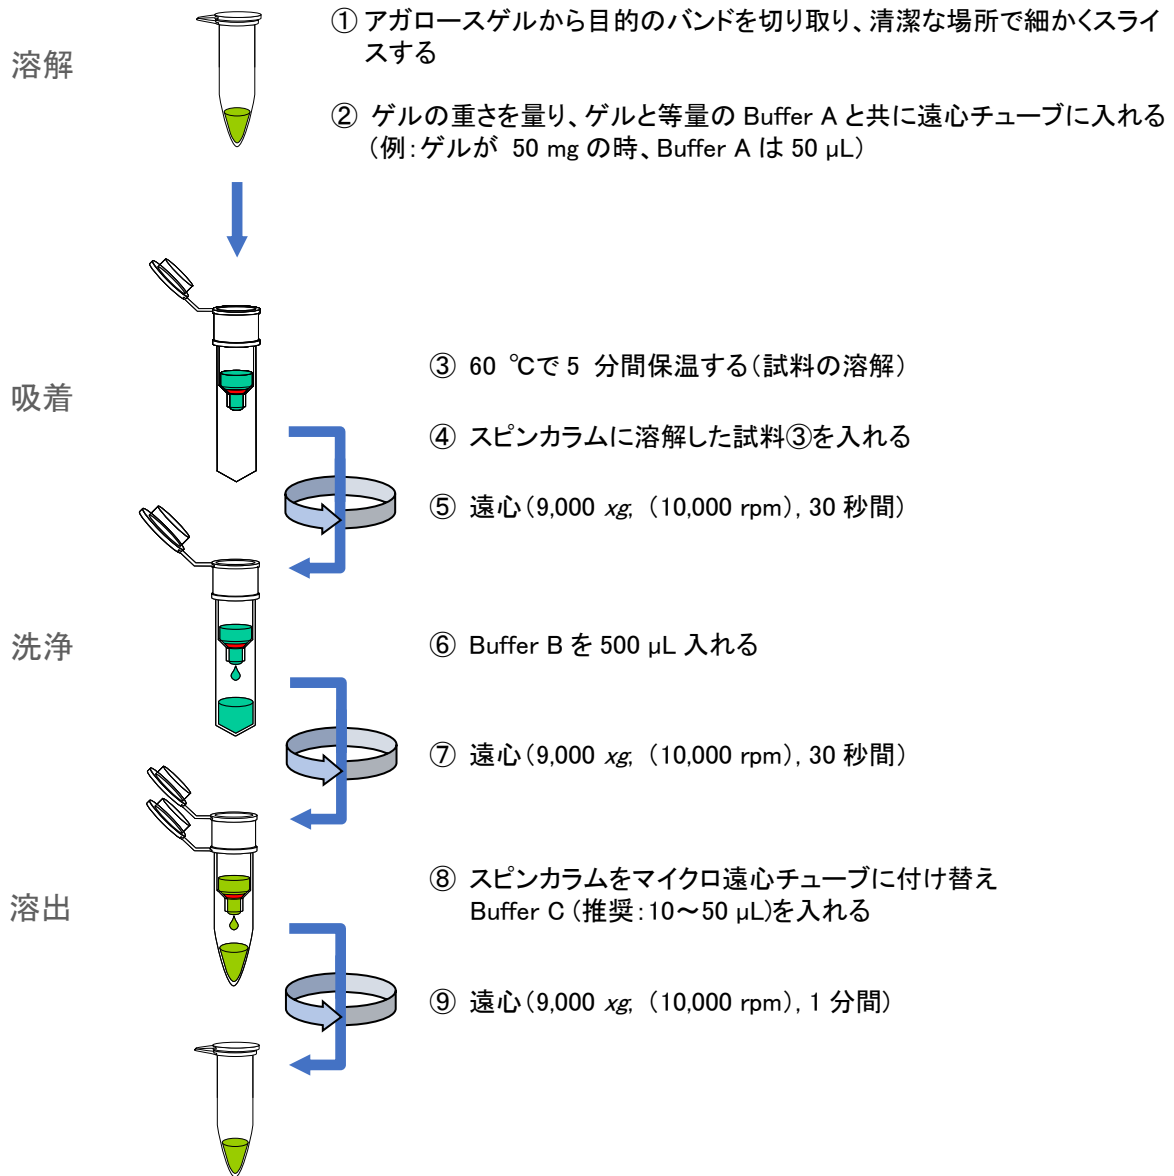 溶解
① アガロースゲルから目的のバンドを切り取り、清潔な場所で細かくスライ
スする
② ゲルの重さを量り、ゲルと等量の Buffer A と共に遠心チューブに入れる
（例：ゲルが 50 mg の時、Buffer A は 50 µL）
吸着
③ 60 ℃で 5 分間保温する（試料の溶解）
④ スピンカラムに溶解した試料③を入れる
⑤ 遠心（9,000 xg, （10,000 rpm）, 30 秒間）
洗浄
⑥ Buffer B を 500 µL 入れる
⑦ 遠心（9,000 xg, （10,000 rpm）, 30 秒間）
溶出
⑧ スピンカラムをマイクロ遠心チューブに付け替え
Buffer C （推奨：10～50 µL)を入れる
⑨ 遠心（9,000 xg, （10,000 rpm）, 1 分間）